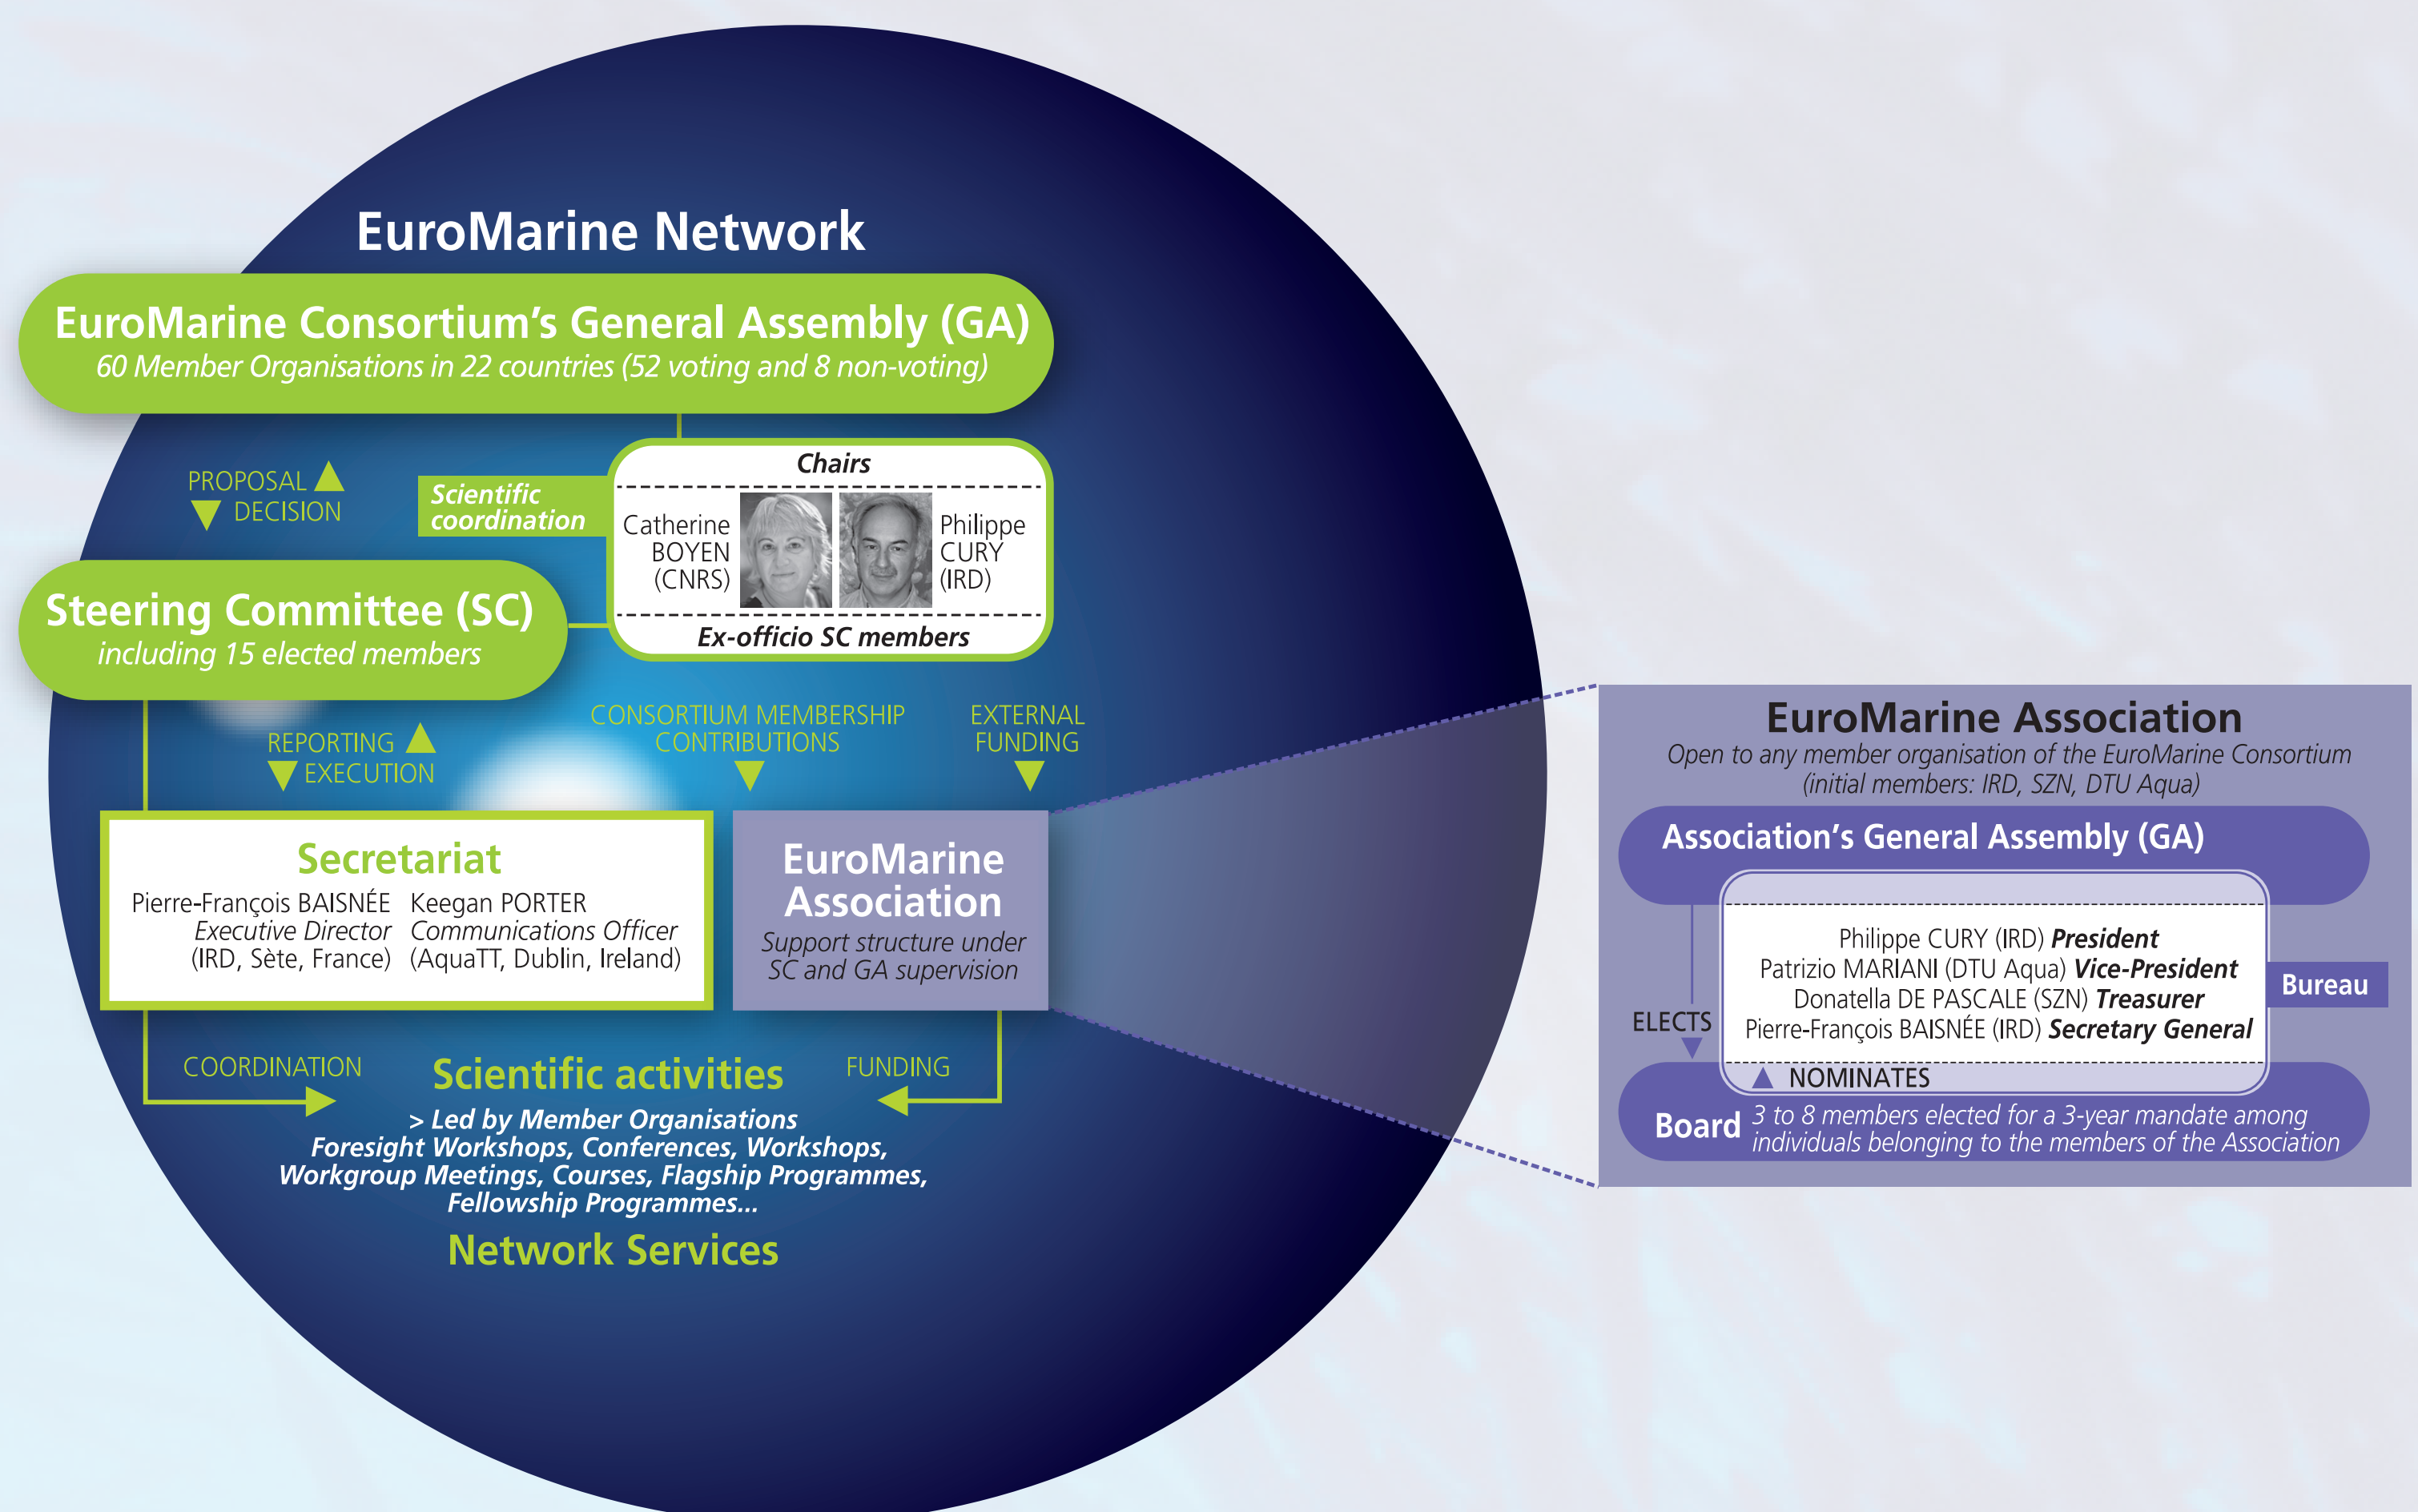 EuroMarine Network
EuroMarine Consortium's General Assembly (GA)
60 Member Organisations in 22 countries (52 voting and 8 non-voting)
PROPOSAL ▲
▼ DECISION
Scientific
coordination
Chairs
Catherine
BOYEN
(CNRS)
Philippe
CURY
(IRD)
Ex-officio SC members
Steering Committee (SC)
including 15 elected members
REPORTING ▲
▼ EXECUTION
CONSORTIUM MEMBERSHIP
CONTRIBUTIONS
EXTERNAL
FUNDING
Secretariat
Pierre-François BAISNÉE
Executive Director
(IRD, Sète, France)
Keegan PORTER
Communications Officer
(AquaTT, Dublin, Ireland)
EuroMarine
Association
Support structure under
SC and GA supervision
COORDINATION
FUNDING
Scientific activities
> Led by Member Organisations
Foresight Workshops, Conferences, Workshops,
Workgroup Meetings, Courses, Flagship Programmes,
Fellowship Programmes...
Network Services
EuroMarine Association
Open to any member organisation of the EuroMarine Consortium
(initial members: IRD, SZN, DTU Aqua)
Association's General Assembly (GA)
Philippe CURY (IRD) President
Patrizio MARIANI (DTU Aqua) Vice-President
Donatella DE PASCALE (SZN) Treasurer
Pierre-François BAISNÉE (IRD) Secretary General
Bureau
ELECTS
▲ NOMINATES
Board
3 to 8 members elected for a 3-year mandate among
individuals belonging to the members of the Association